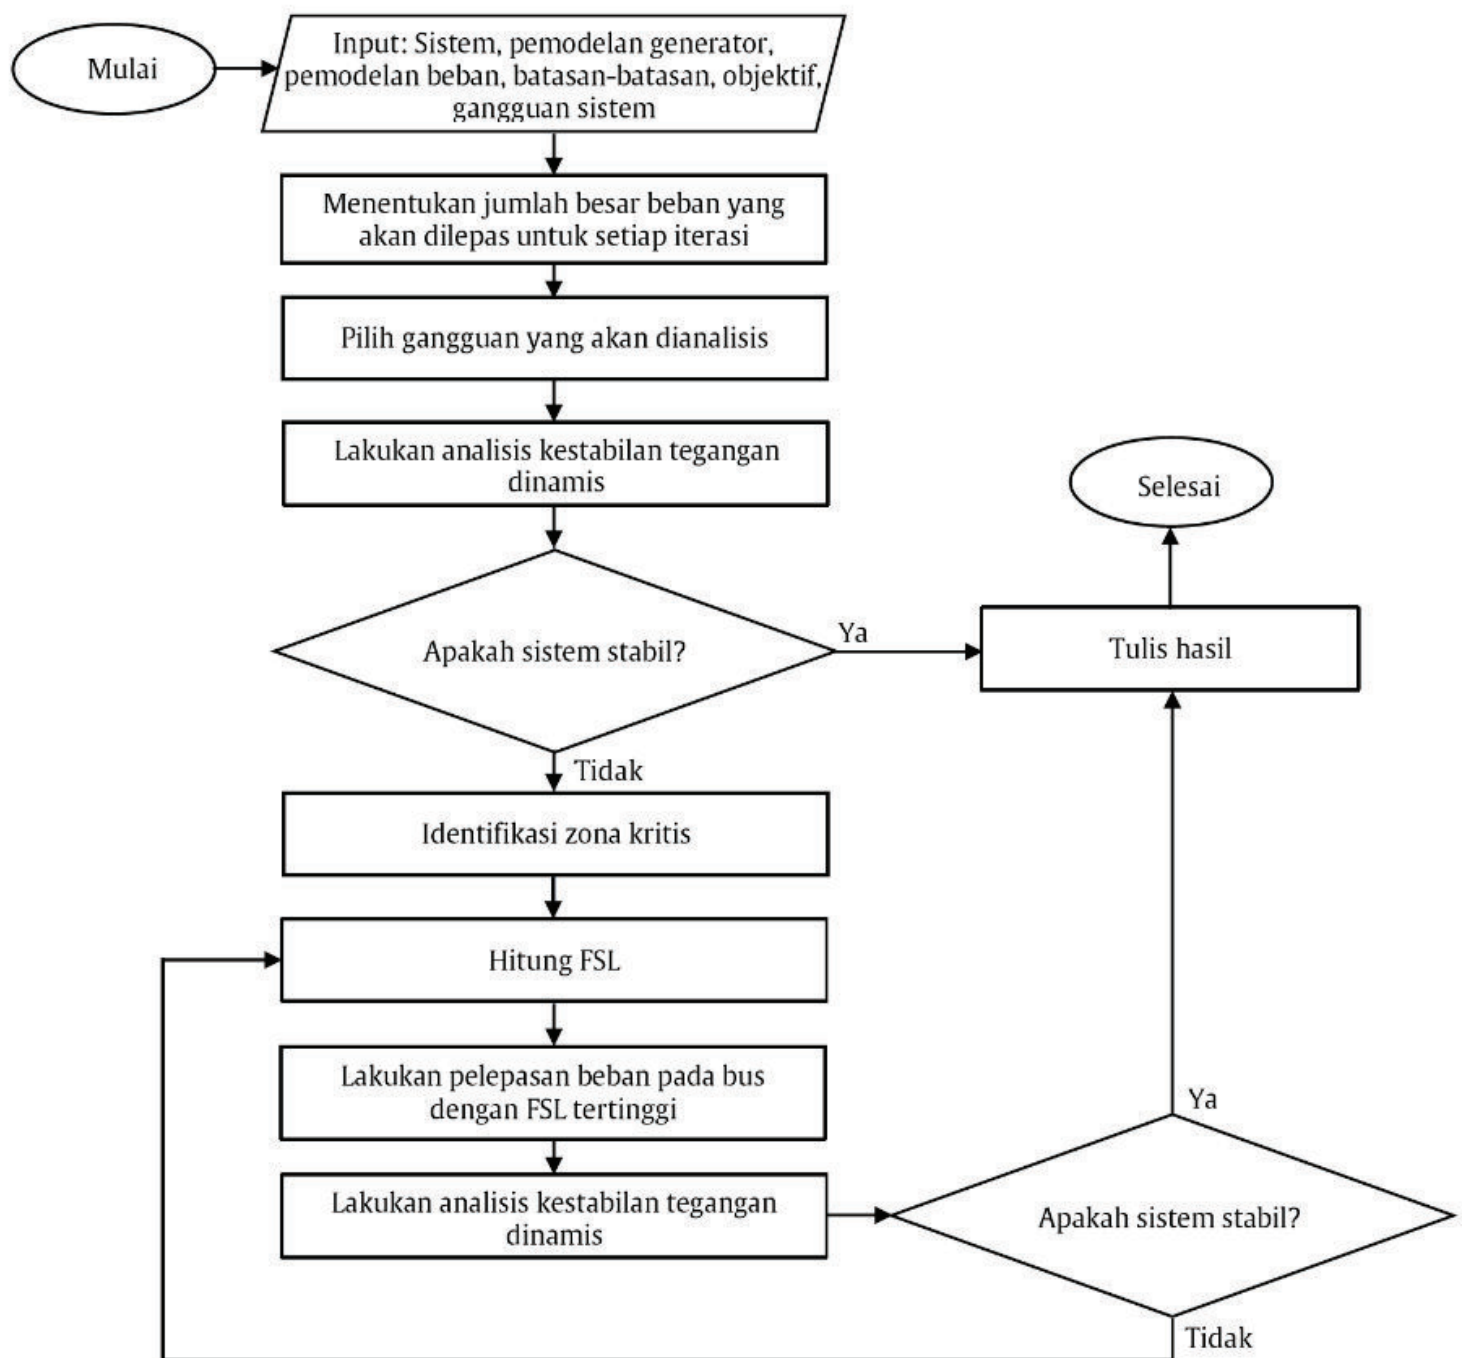 Mulai
Input: Sistem, pemodelan generator,
pemodelan beban, batasan-batasan, objektif,
gangguan sistem
Menentukan jumlah besar beban yang
akan dilepas untuk setiap iterasi
Pilih gangguan yang akan dianalisis
Lakukan analisis kestabilan tegangan
dinamis
Apakah sistem stabil?
Ya
Tulis hasil
Selesai
Tidak
Identifikasi zona kritis
Hitung FSL
Lakukan pelepasan beban pada bus
dengan FSL tertinggi
Lakukan analisis kestabilan tegangan
dinamis
Apakah sistem stabil?
Ya
Tidak